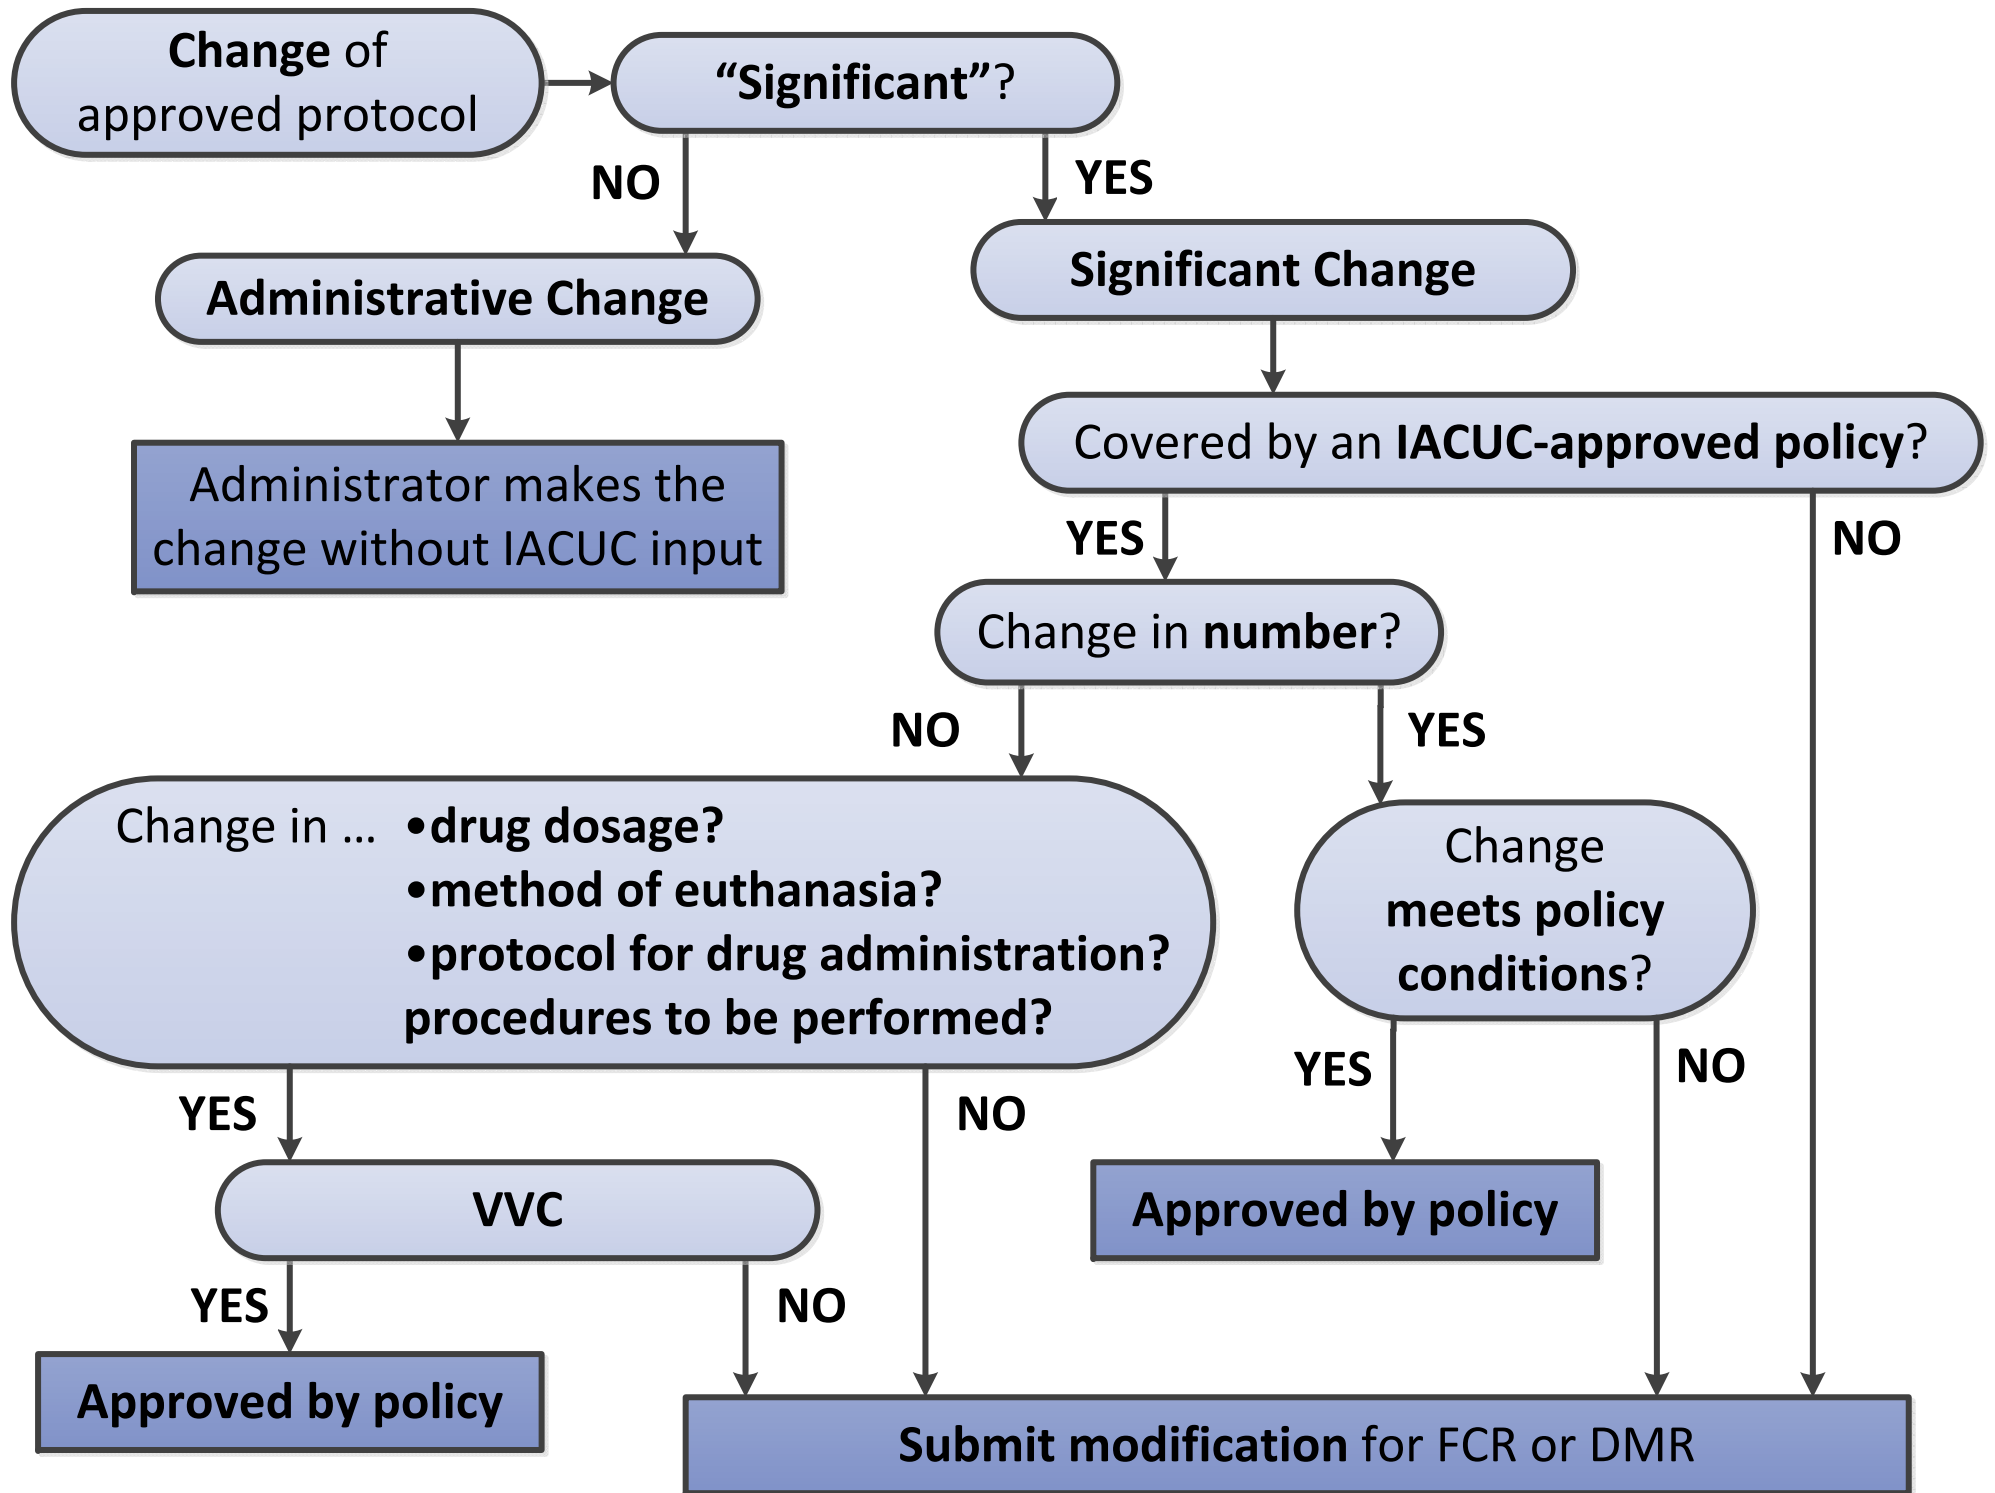 Change of
approved protocol
“Significant”?
NO
YES
Administrative Change
Significant Change
Administrator makes the
change without IACUC input
Covered by an IACUC-approved policy?
YES
NO
Change in number?
NO
YES
Change in ... •drug dosage?
•method of euthanasia?
•protocol for drug administration?
procedures to be performed?
Change
meets policy
conditions?
YES
NO
YES
NO
VVC
Approved by policy
YES
NO
Approved by policy
Submit modification for FCR or DMR